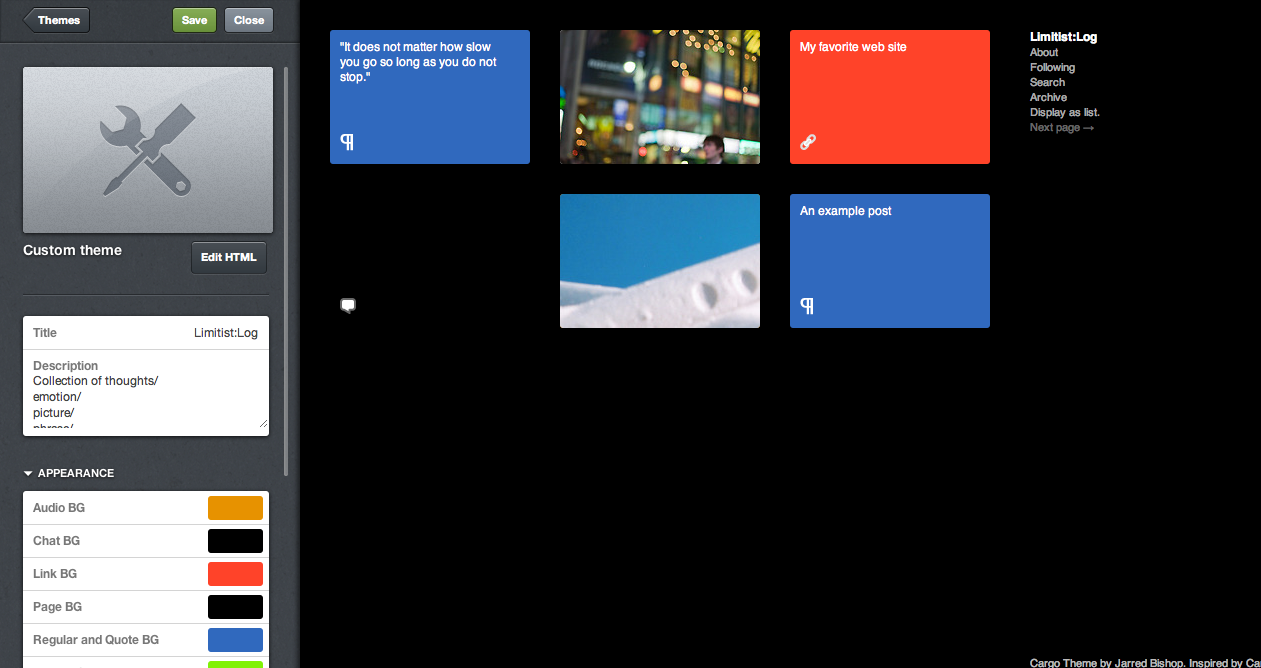 Themes
Save
Close
Custom theme
Edit HTML
Title
Limitist:Log
Description
Collection of thoughts/
emotion/
picture/
phrase/
APPEARANCE
Audio BG
Chat BG
Link BG
Page BG
Regular and Quote BG
"It does not matter how slow
you go so long as you do not
stop."
My favorite web site
An example post
Limitist:Log
About
Following
Search
Archive
Display as list.
Next page →
Cargo Theme by Jarred Bishop. Inspired by Ca